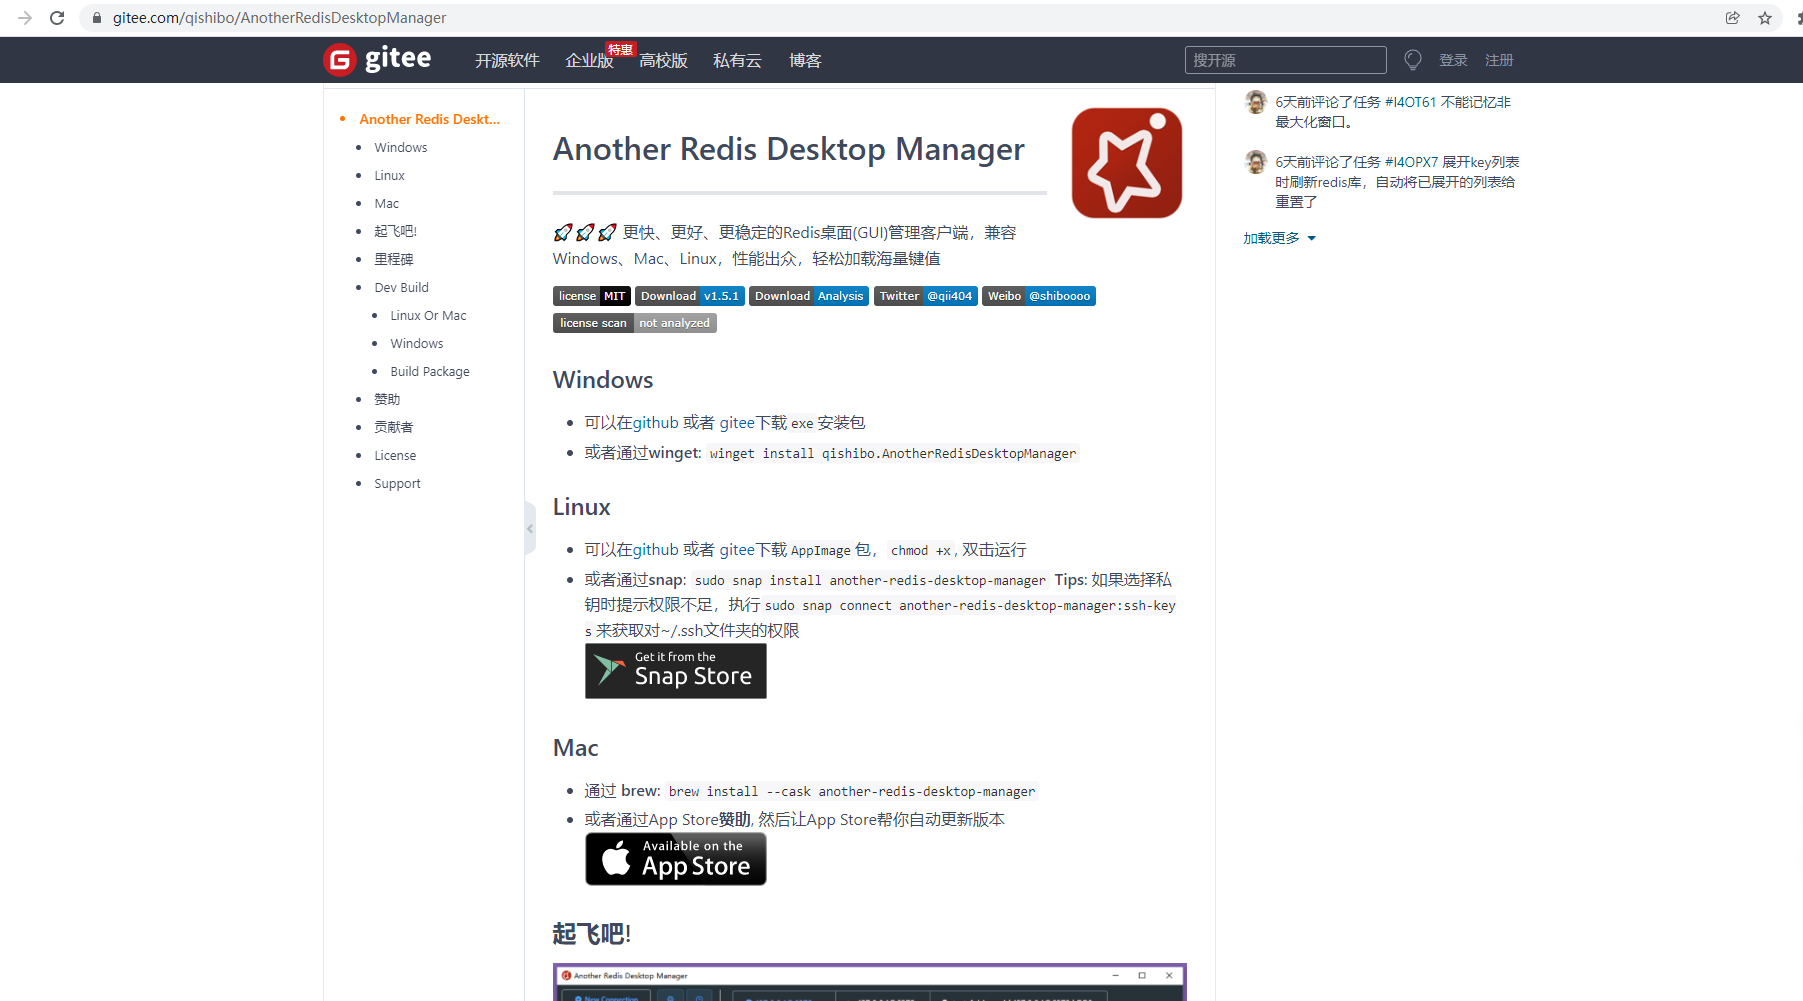 gitee.com/qishibo/AnotherRedisDesktopManager
gitee
开源软件
企业版
特惠
高校版
私有云
博客
搜开源
登录
注册
Another Redis Deskt...
Windows
Linux
Mac
起飞吧!
里程碑
Dev Build
Linux Or Mac
Windows
Build Package
赞助
贡献者
License
Support
Another Redis Desktop Manager
更快、更好、更稳定的Redis桌面(GUI)管理客户端，兼容
Windows、Mac、Linux，性能出众，轻松加载海量键值
license MIT Download v1.5.1 Download Analysis Twitter @qii404 Weibo @shiboooo
license scan not analyzed
Windows
可以在github 或者 gitee下载 exe 安装包
或者通过winget: winget install qishibo.AnotherRedisDesktopManager
Linux
可以在github 或者 gitee下载 AppImage 包， chmod +x , 双击运行
或者通过snap: sudo snap install another-redis-desktop-manager Tips: 如果选择私
钥时提示权限不足，执行 sudo snap connect another-redis-desktop-manager:ssh-key
s 来获取对~/.ssh文件夹的权限
Get it from the
Snap Store
Mac
通过 brew: brew install --cask another-redis-desktop-manager
或者通过App Store赞助, 然后让App Store帮你自动更新版本
Available on the
App Store
起飞吧!
Another Redis Desktop Manager
New Connection
6天前评论了任务 #I4OT61 不能记忆非
最大化窗口。
6天前评论了任务 #I4OPX7 展开key列表
时刷新redis库，自动将已展开的列表给
重置了
加载更多